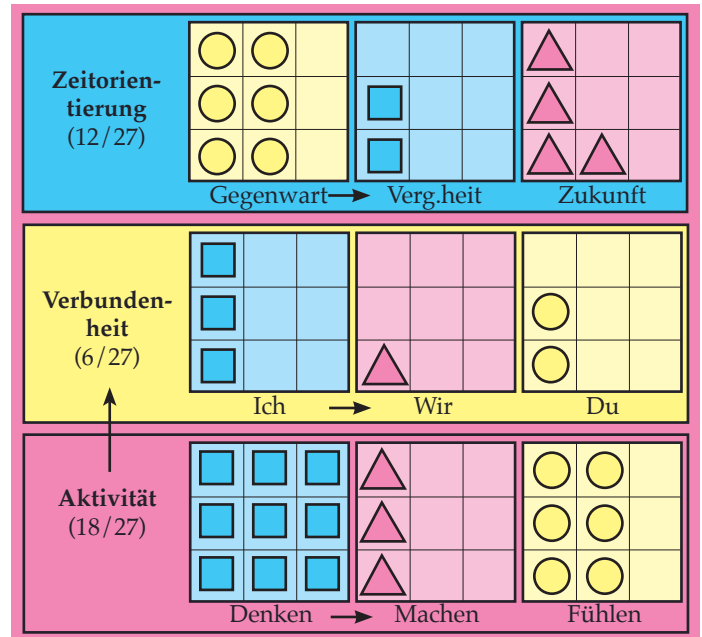 Zeitorien-
tierung
(12/27)
Gegenwart Verg.heit Zukunft
Verbunden-
heit
(6/27)
Ich Wir Du
Aktivität
(18/27)
Denken Machen Fühlen